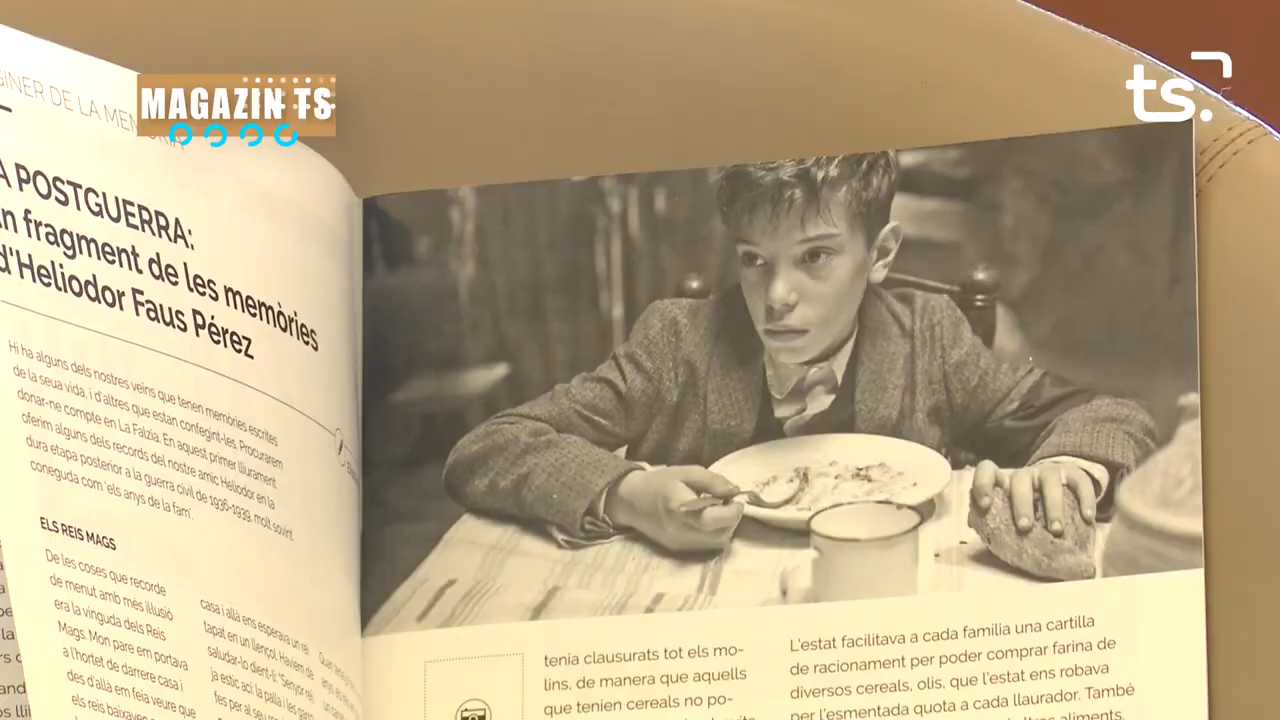 MAGAZIN TS
ts.
GINER DE LA MEMÒRIA
A POSTGUERRA:
un fragment de les memòries
d'Heliodor Faus Pérez
Hi ha alguns dels nostres veïns que tenen memòries escrites
de la seua vida, i d'altres que estan confegint-les. Procurarem
donar-ne compte en La Falzia. En aquest primer lliurament
oferim alguns dels records del nostre amic Heliodor en la
dura etapa posterior a la guerra civil de 1936-1939, molt sovint
coneguda com 'els anys de la fam'.
ELS REIS MAGS
De les coses que recorde
de menut amb més il·lusió
era la vinguda dels Reis
Mags. Mon pare em portava
a l'hortet de darrere casa i
des d'allà em feia veure que
els reis baixaven
casa i allà ens esperava un rei
tapat en un llençol. Havíem de
saludar-lo dient-li: 'Senyor rei,
ja estic ací, la palla i les garrofes
tenia clausurats tot els mo-
lins, de manera que aquells
que tenien cereals no po-
L'estat facilitava a cada família una cartilla
de racionament per poder comprar farina de
diversos cereals, olis, que l'estat ens robava
per l'esmentada quota a cada llaurador. També
aliments,